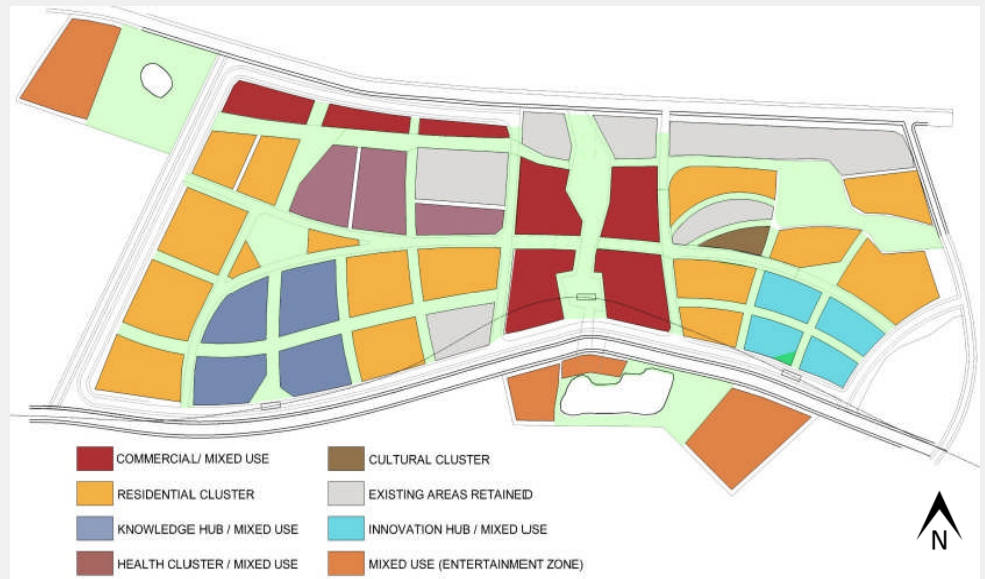 COMMERCIAL/ MIXED USE
RESIDENTIAL CLUSTER
KNOWLEDGE HUB / MIXED USE
HEALTH CLUSTER / MIXED USE
CULTURAL CLUSTER
EXISTING AREAS RETAINED
INNOVATION HUB / MIXED USE
MIXED USE (ENTERTAINMENT ZONE)
N